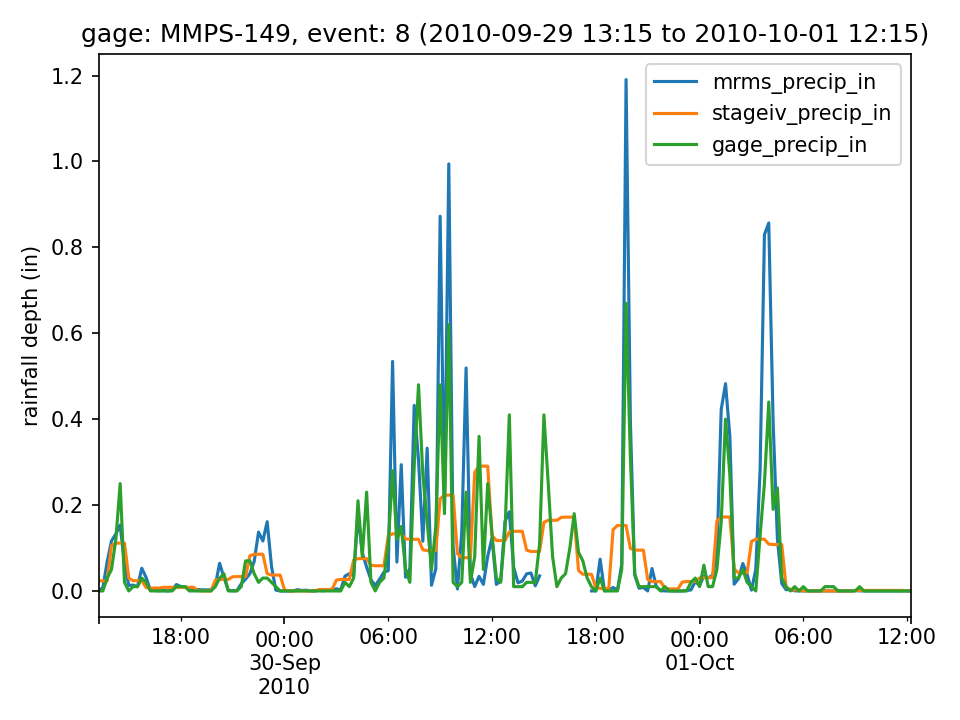 gage: MMPS-149, event: 8 (2010-09-29 13:15 to 2010-10-01 12:15)
mrms_precip_in
stageiv_precip_in
gage_precip_in
rainfall depth (in)
1.2
1.0
0.8
0.6
0.4
0.2
0.0
18:00 00:00 06:00 12:00 18:00 00:00 06:00 12:00
30-Sep 01-Oct
2010